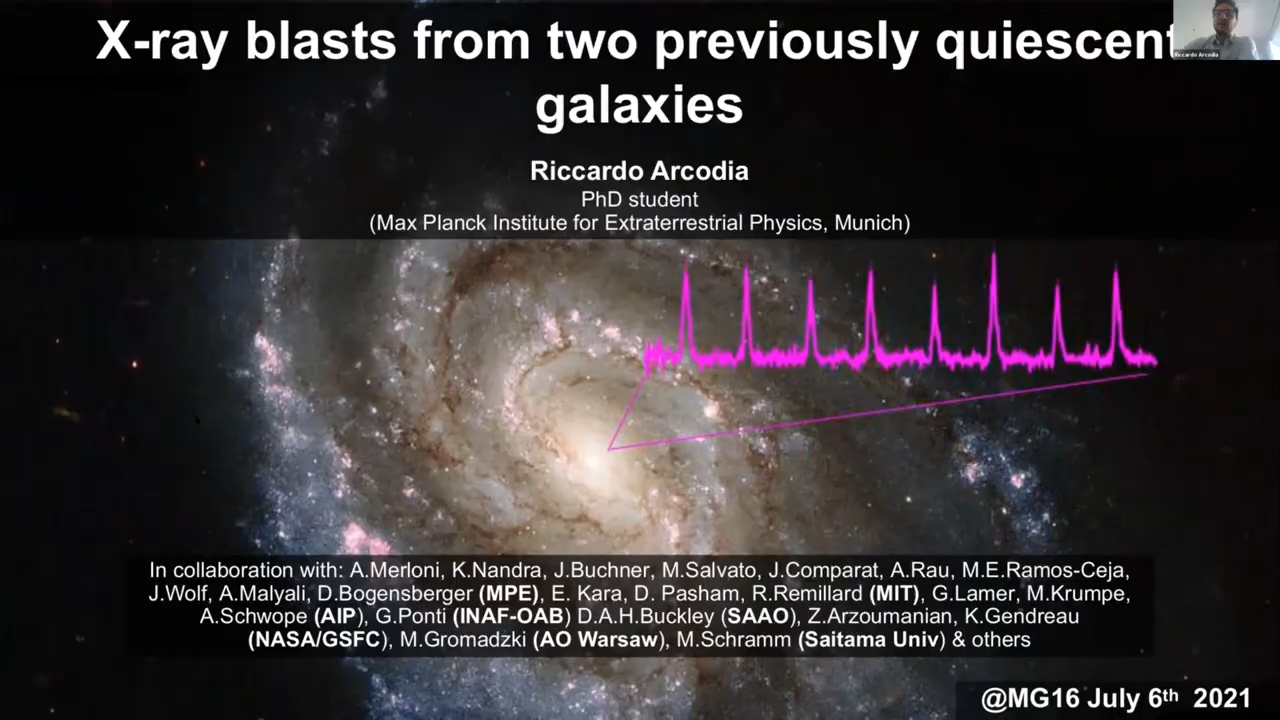 X-ray blasts from two previously quiescent
galaxies
Riccardo Arcodia
Riccardo Arcodia
PhD student
(Max Planck Institute for Extraterrestrial Physics, Munich)
In collaboration with: A.Merloni, K.Nandra, J.Buchner, M.Salvato, J.Comparat, A.Rau, M.E.Ramos-Ceja,
J.Wolf, A.Malyali, D.Bogensberger (MPE), E. Kara, D. Pasham, R.Remillard (MIT), G.Lamer, M.Krumpe,
A.Schwope (AIP), G.Ponti (INAF-OAB) D.A.H.Buckley (SAAO), Z.Arzoumanian, K.Gendreau
(NASA/GSFC), M.Gromadzki (AO Warsaw), M.Schramm (Saitama Univ) & others
@MG16 July 6th 2021